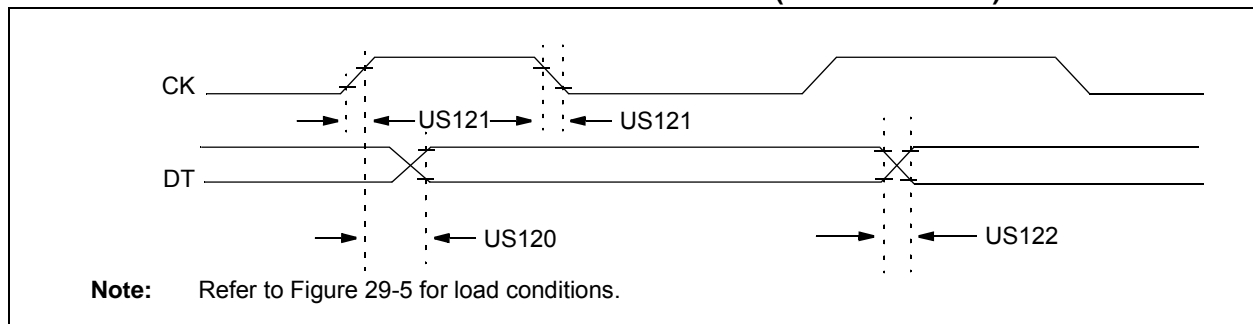 CK
US121 US121
DT
US120 US122
Note: Refer to Figure 29-5 for load conditions.